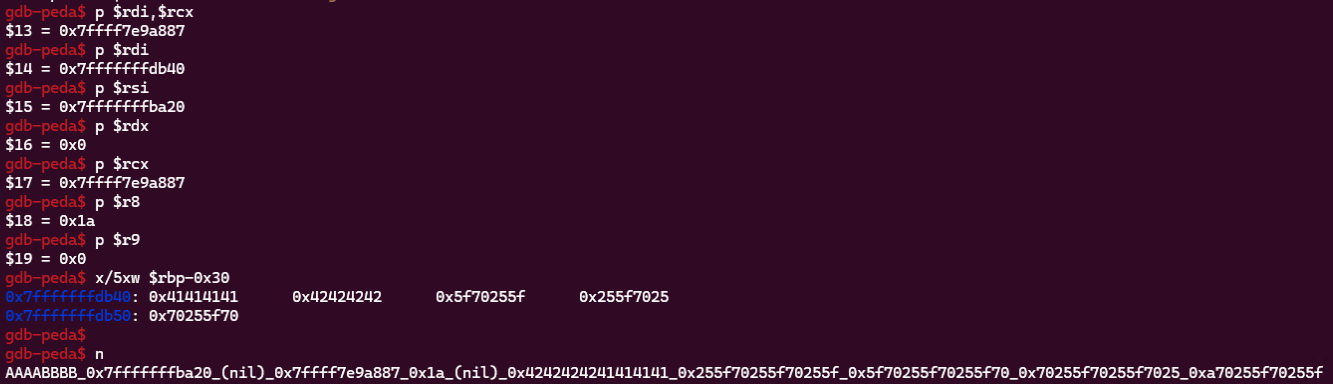 gdb-peda$ p $rdi,$rcx
$13 = 0x7ffff7e9a887
gdb-peda$ p $rdi
$14 = 0x7fffffffdb40
gdb-peda$ p $rsi
$15 = 0x7fffffffba20
gdb-peda$ p $rdx
$16 = 0x0
gdb-peda$ p $rcx
$17 = 0x7ffff7e9a887
gdb-peda$ p $r8
$18 = 0x1a
gdb-peda$ p $r9
$19 = 0x0
gdb-peda$ x/5xw $rbp-0x30
0x7fffffffdb40: 0x41414141 0x42424242 0x5f70255f 0x255f7025
0x7fffffffdb50: 0x70255f70
gdb-peda$
gdb-peda$ n
AAAABBBB_0x7fffffffba20_(nil)_0x7ffff7e9a887_0x1a_(nil)_0x4242424241414141_0x255f70255f70255f_0x5f70255f70255f70_0x70255f70255f7025_0xa70255f70255f